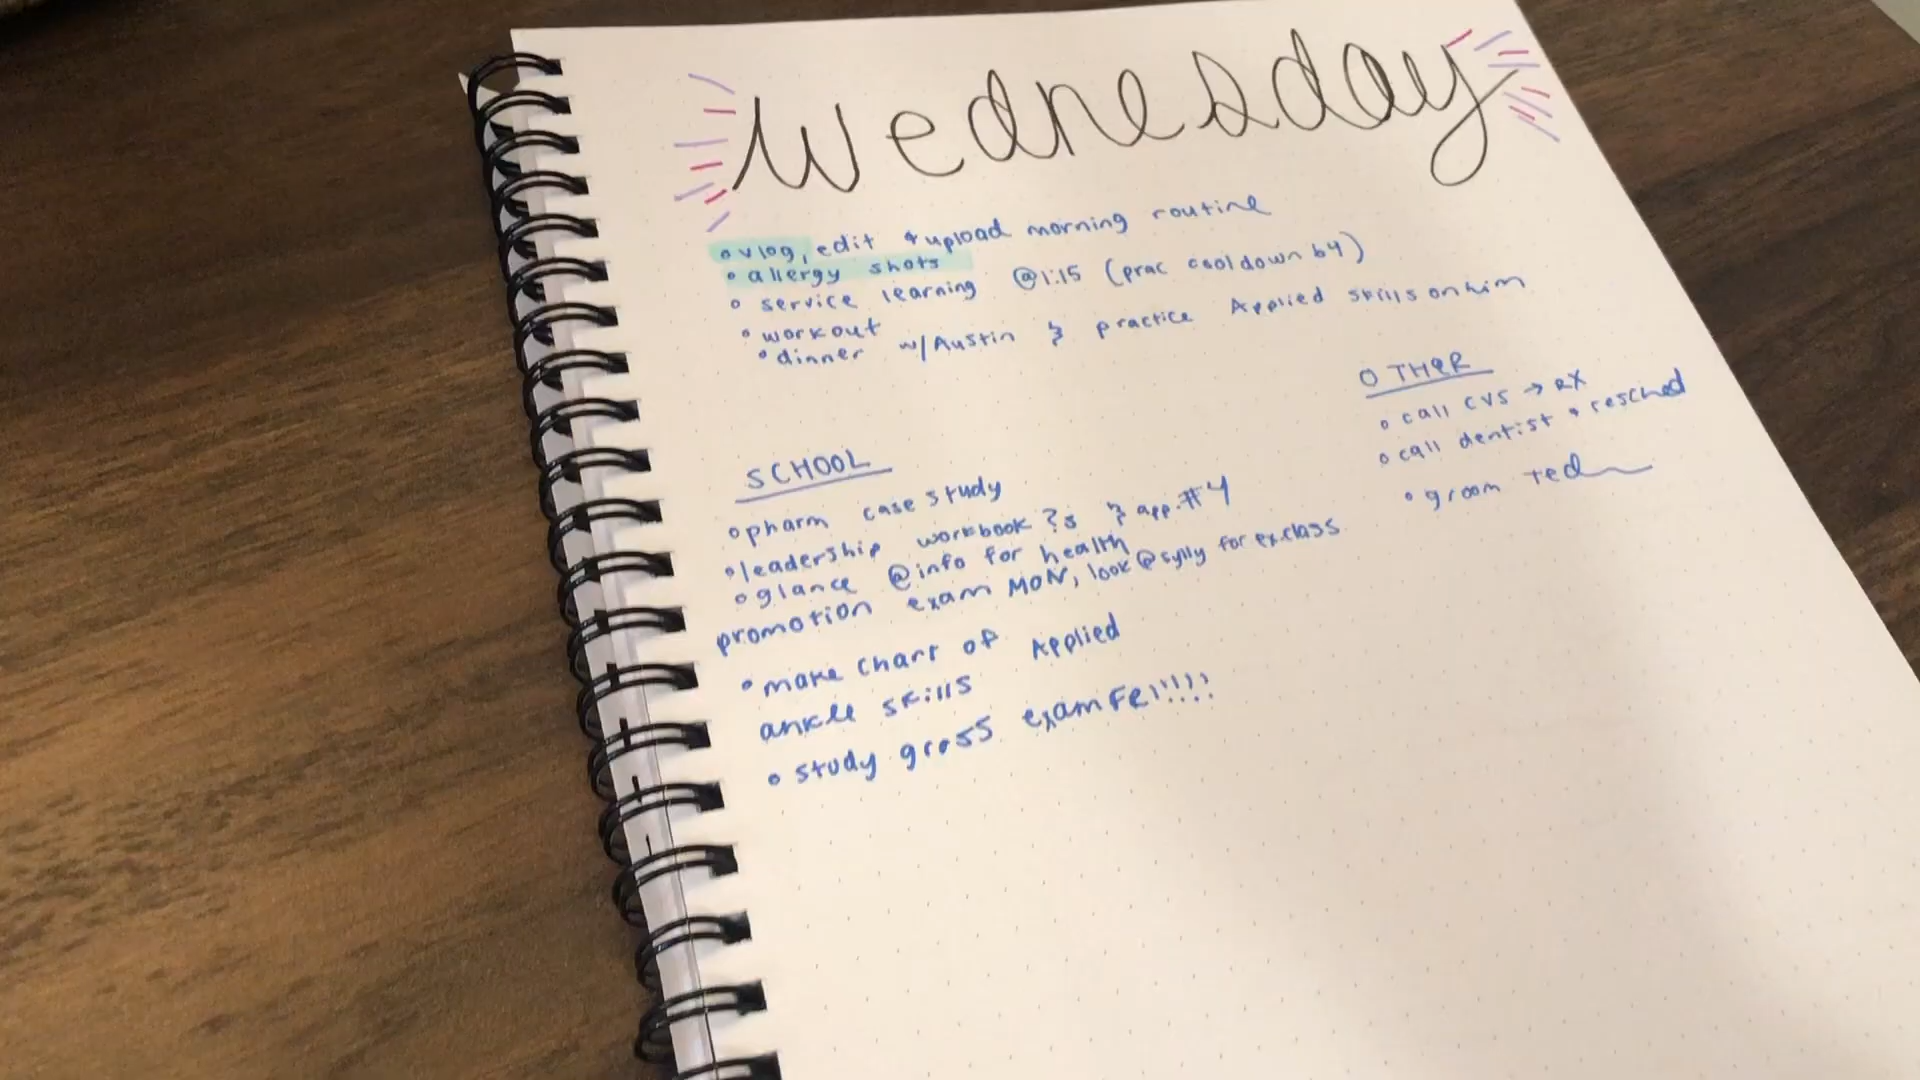 Wednesday
• vlog, edit & upload morning routine
• allergy shots
• service learning @1:15 (prac cooldown by 4)
• workout
• dinner w/Austin & practice Applied skills on him
OTHER
• call CVS → RX
• call dentist & resched
• groom Ted
SCHOOL
• pharm case study
• leadership workbook ?s & app. #4
• glance @info for health
promotion exam MON, look @sylly for ex.class
• make chart of Applied
ankle skills
• study gross exam FRI!!!!